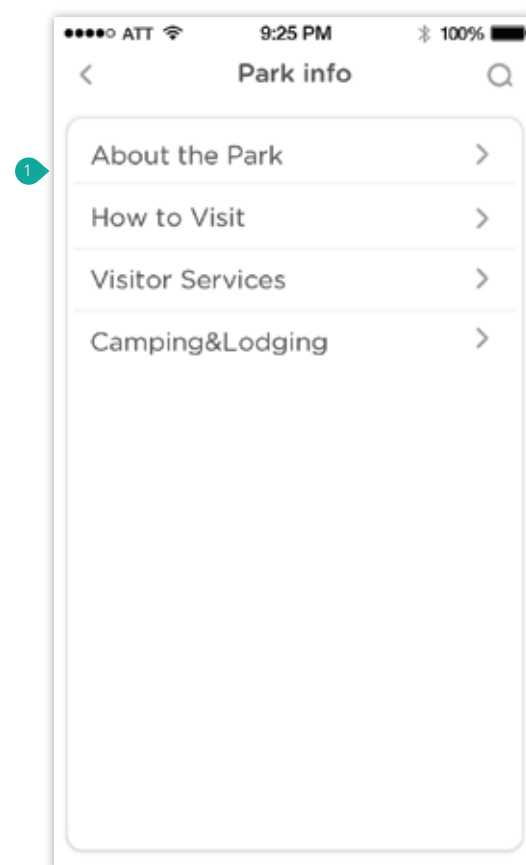 ATT 9:25 PM 100%
Park info
1
About the Park
How to Visit
Visitor Services
Camping&Lodging